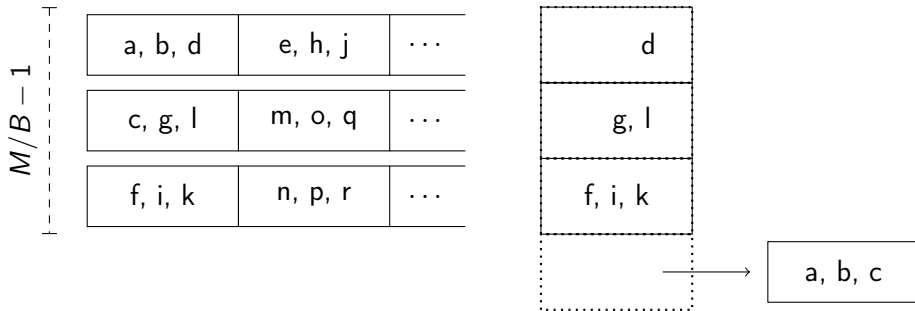 a, b, d e, h, j ··· d
M/B − 1 c, g, l m, o, q ··· g, l
f, i, k n, p, r ··· f, i, k
a, b, c